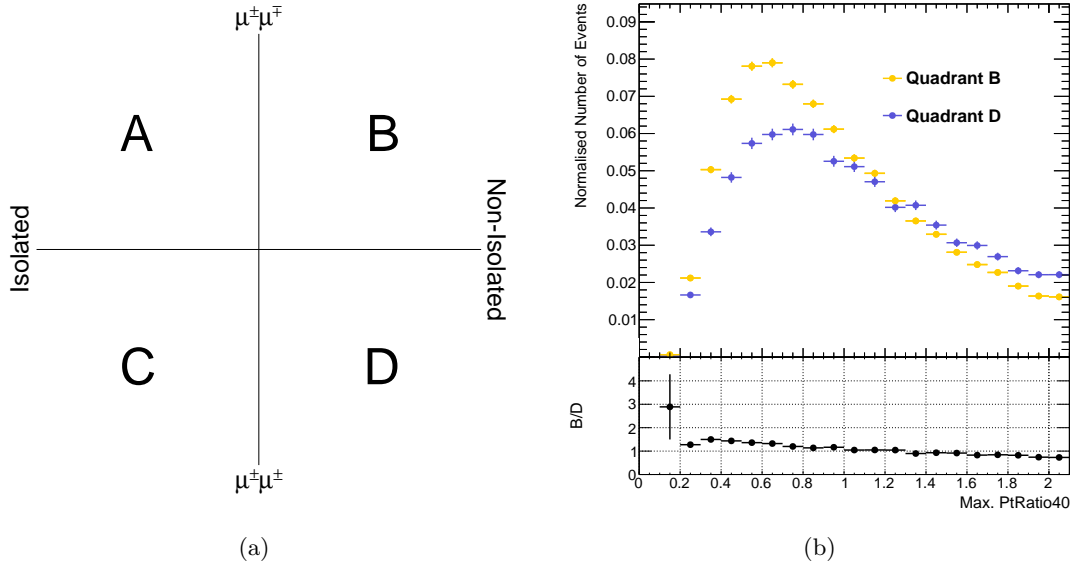 μ±μ∓
A
B
Isolated
Non-Isolated
C
D
μ±μ±
(a)
Normalised Number of Events
0.09
0.08
0.07
0.06
0.05
0.04
0.03
0.02
0.01
Quadrant B
Quadrant D
B/D
4
3
2
1
0
0 0.2 0.4 0.6 0.8 1 1.2 1.4 1.6 1.8 2
Max. PtRatio40
(b)